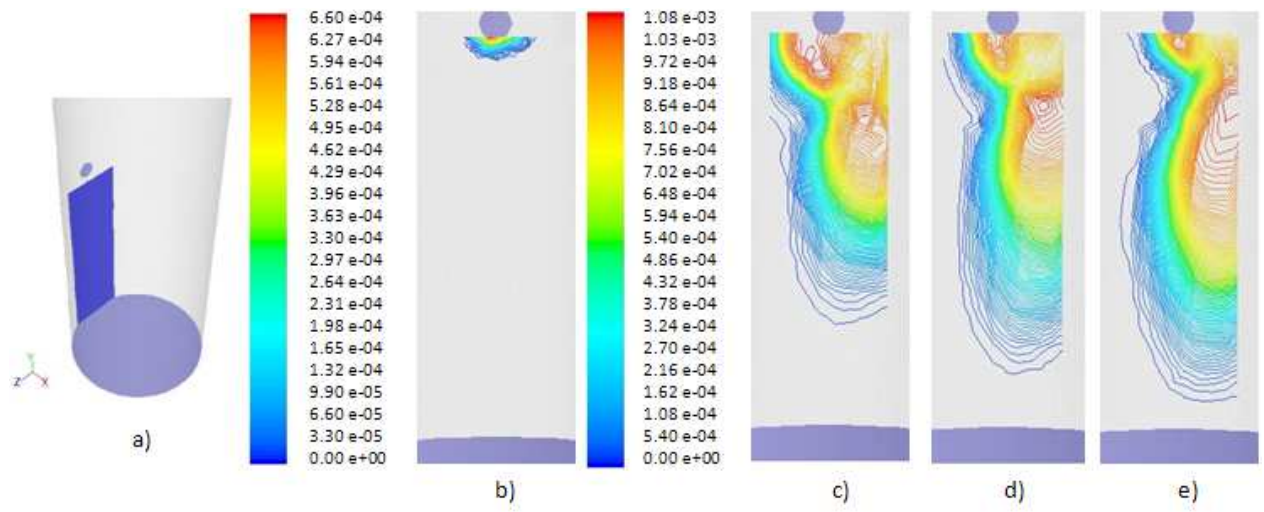 6.60 e-04
6.27 e-04
5.94 e-04
5.61 e-04
5.28 e-04
4.95 e-04
4.62 e-04
4.29 e-04
3.96 e-04
3.63 e-04
3.30 e-04
2.97 e-04
2.64 e-04
2.31 e-04
1.98 e-04
1.65 e-04
1.32 e-04
9.90 e-05
6.60 e-05
3.30 e-05
0.00 e+00
1.08 e-03
1.03 e-03
9.72 e-04
9.18 e-04
8.64 e-04
8.10 e-04
7.56 e-04
7.02 e-04
6.48 e-04
5.94 e-04
5.40 e-04
4.86 e-04
4.32 e-04
3.78 e-04
3.24 e-04
2.70 e-04
2.16 e-04
1.62 e-04
1.08 e-04
5.40 e-04
0.00 e+00
Y
Z X
a)
b)
c)
d)
e)